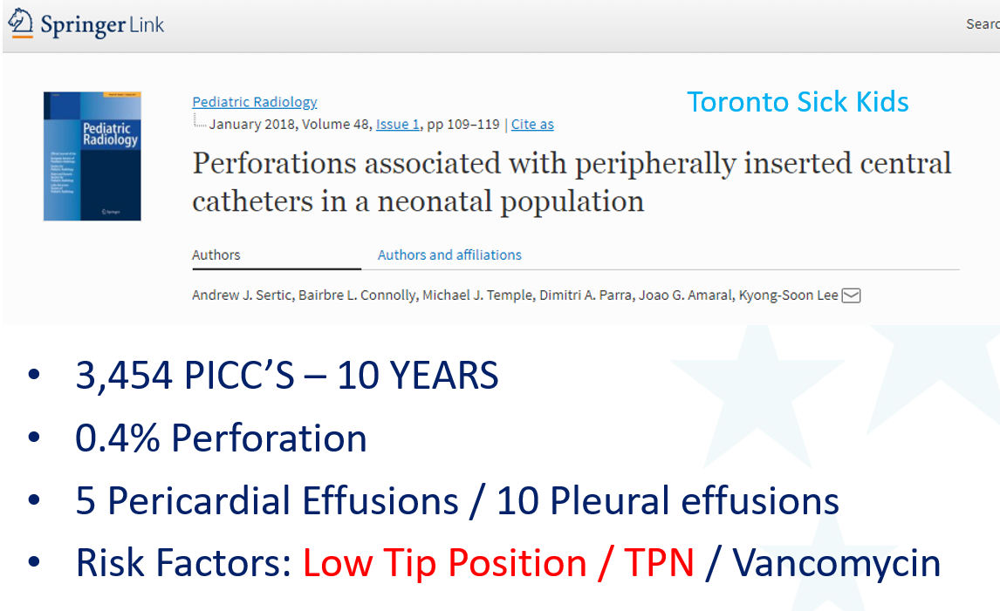 Springer Link
Searc
Pediatric Radiology
January 2018, Volume 48, Issue 1, pp 109–119 | Cite as
Toronto Sick Kids
Pediatric
Radiology
Perforations associated with peripherally inserted central
catheters in a neonatal population
Authors
Authors and affiliations
Andrew J. Sertic, Bairbre L. Connolly, Michael J. Temple, Dimitri A. Parra, Joao G. Amaral, Kyong-Soon Lee
• 3,454 PICC’S – 10 YEARS
• 0.4% Perforation
• 5 Pericardial Effusions / 10 Pleural effusions
• Risk Factors: Low Tip Position / TPN / Vancomycin